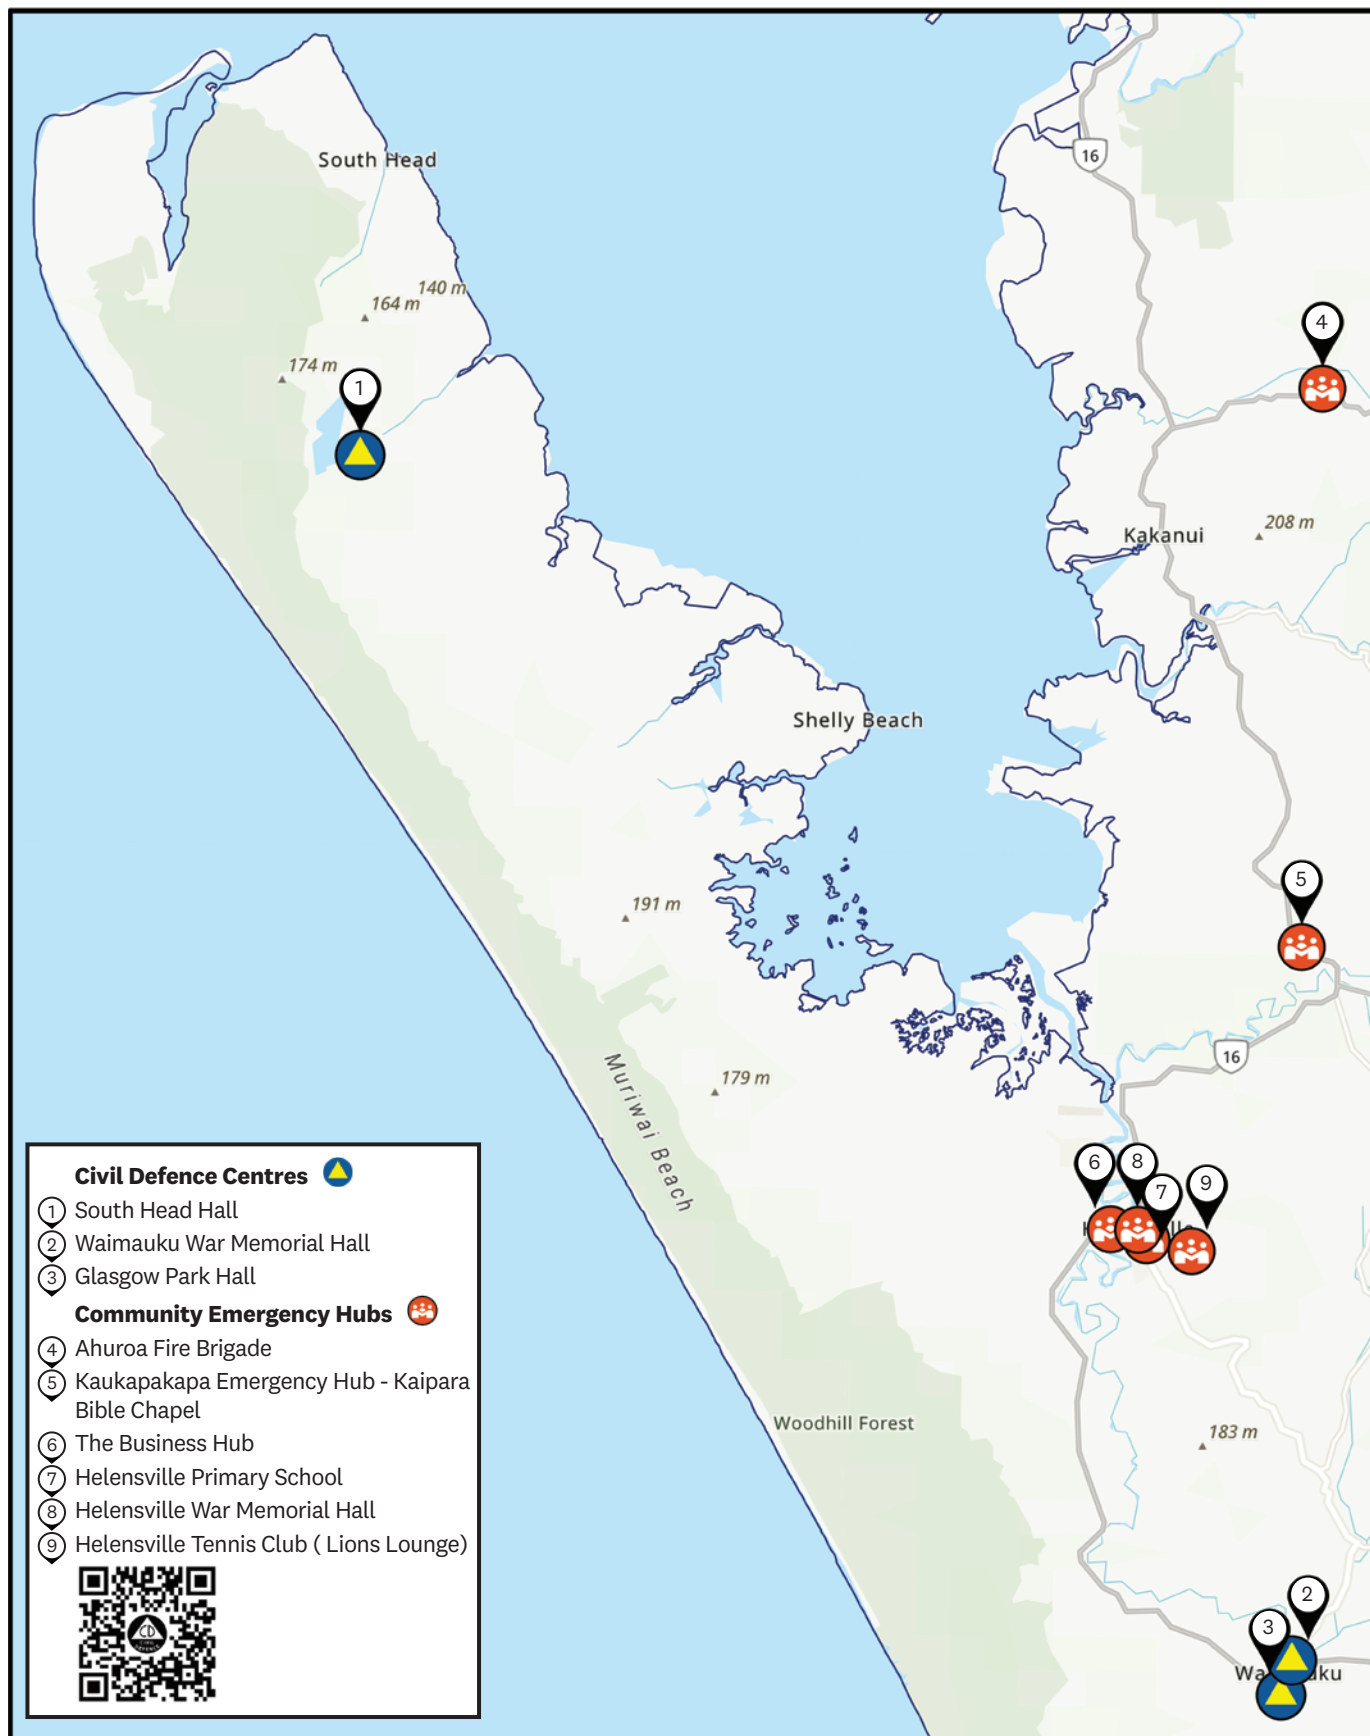 16
South Head
140 m
164 m
4
174 m
1
208 m
Kakanui
Shelly Beach
5
191 m
16
179 m
Muriwai Beach
6
8
7
9
Civil Defence Centres
1 South Head Hall
2 Waimauku War Memorial Hall
3 Glasgow Park Hall
Community Emergency Hubs
4 Ahuroa Fire Brigade
5 Kaukapakapa Emergency Hub - Kaipara
Bible Chapel
6 The Business Hub
7 Helensville Primary School
8 Helensville War Memorial Hall
9 Helensville Tennis Club ( Lions Lounge)
CD
CIVIL
DEFENCE
Woodhill Forest
183 m
2
3